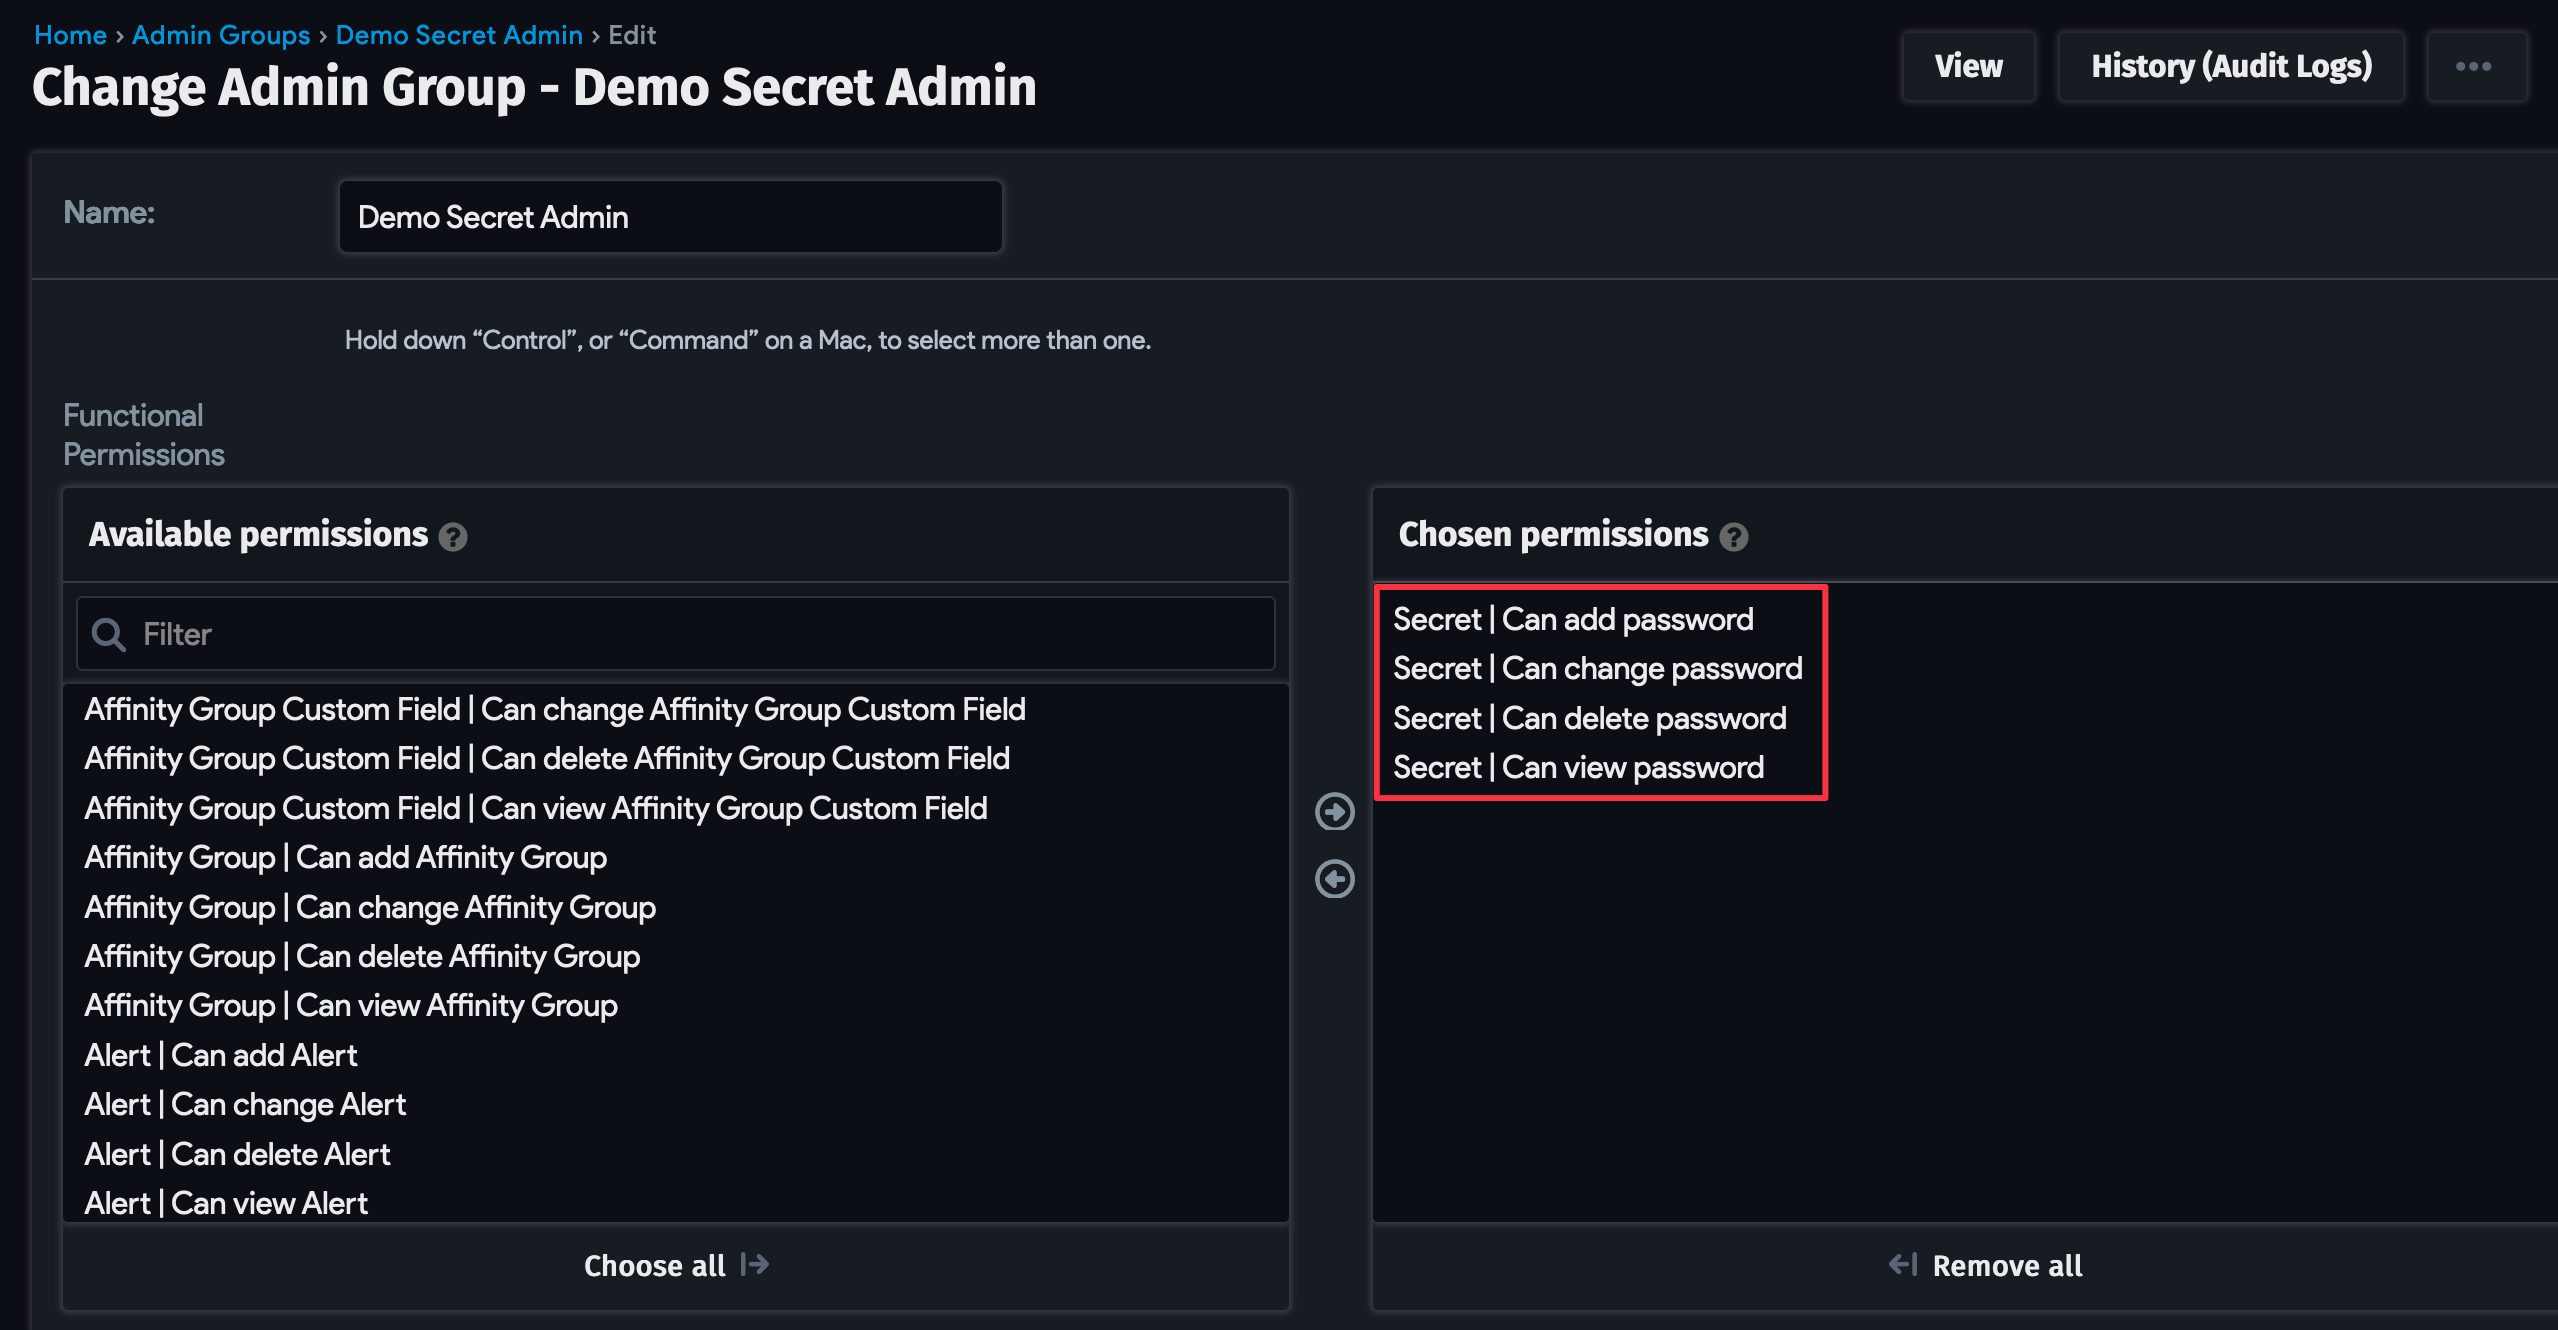 Home › Admin Groups › Demo Secret Admin › Edit
Change Admin Group - Demo Secret Admin
View
History (Audit Logs)
Name:
Demo Secret Admin
Hold down “Control”, or “Command” on a Mac, to select more than one.
Functional
Permissions
Available permissions
Filter
Affinity Group Custom Field | Can change Affinity Group Custom Field
Affinity Group Custom Field | Can delete Affinity Group Custom Field
Affinity Group Custom Field | Can view Affinity Group Custom Field
Affinity Group | Can add Affinity Group
Affinity Group | Can change Affinity Group
Affinity Group | Can delete Affinity Group
Affinity Group | Can view Affinity Group
Alert | Can add Alert
Alert | Can change Alert
Alert | Can delete Alert
Alert | Can view Alert
Choose all
Chosen permissions
Secret | Can add password
Secret | Can change password
Secret | Can delete password
Secret | Can view password
Remove all